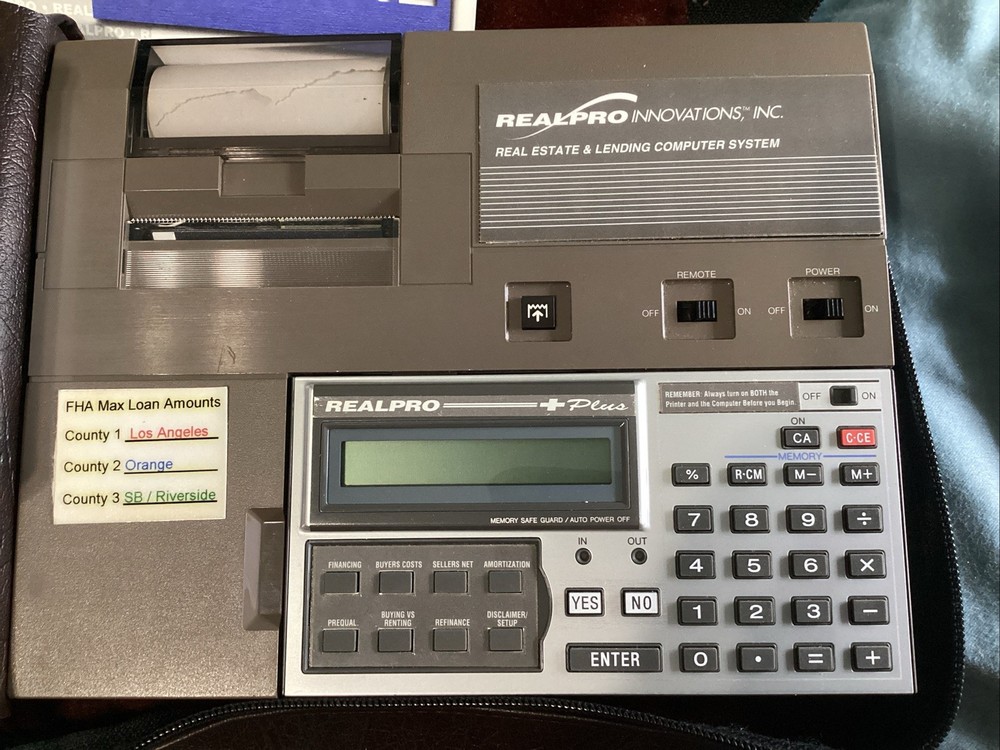 REALPRO INNOVATIONS,™ INC.
REAL ESTATE & LENDING COMPUTER SYSTEM
REMOTE
OFF ON
POWER
OFF ON
FHA Max Loan Amounts
County 1 Los Angeles
County 2 Orange
County 3 SB / Riverside
REALPRO + Plus
MEMORY SAFE GUARD / AUTO POWER OFF
REMEMBER: Always turn on BOTH the
Printer and the Computer Before you Begin.
OFF ON
ON
CA C·CE
MEMORY
% R·CM M− M+
7 8 9 ÷
4 5 6 ×
1 2 3 −
0 • = +
IN OUT
YES NO
ENTER
FINANCING BUYERS COSTS SELLERS NET AMORTIZATION
PREQUAL BUYING VS RENTING REFINANCE DISCLAIMER/ SETUP